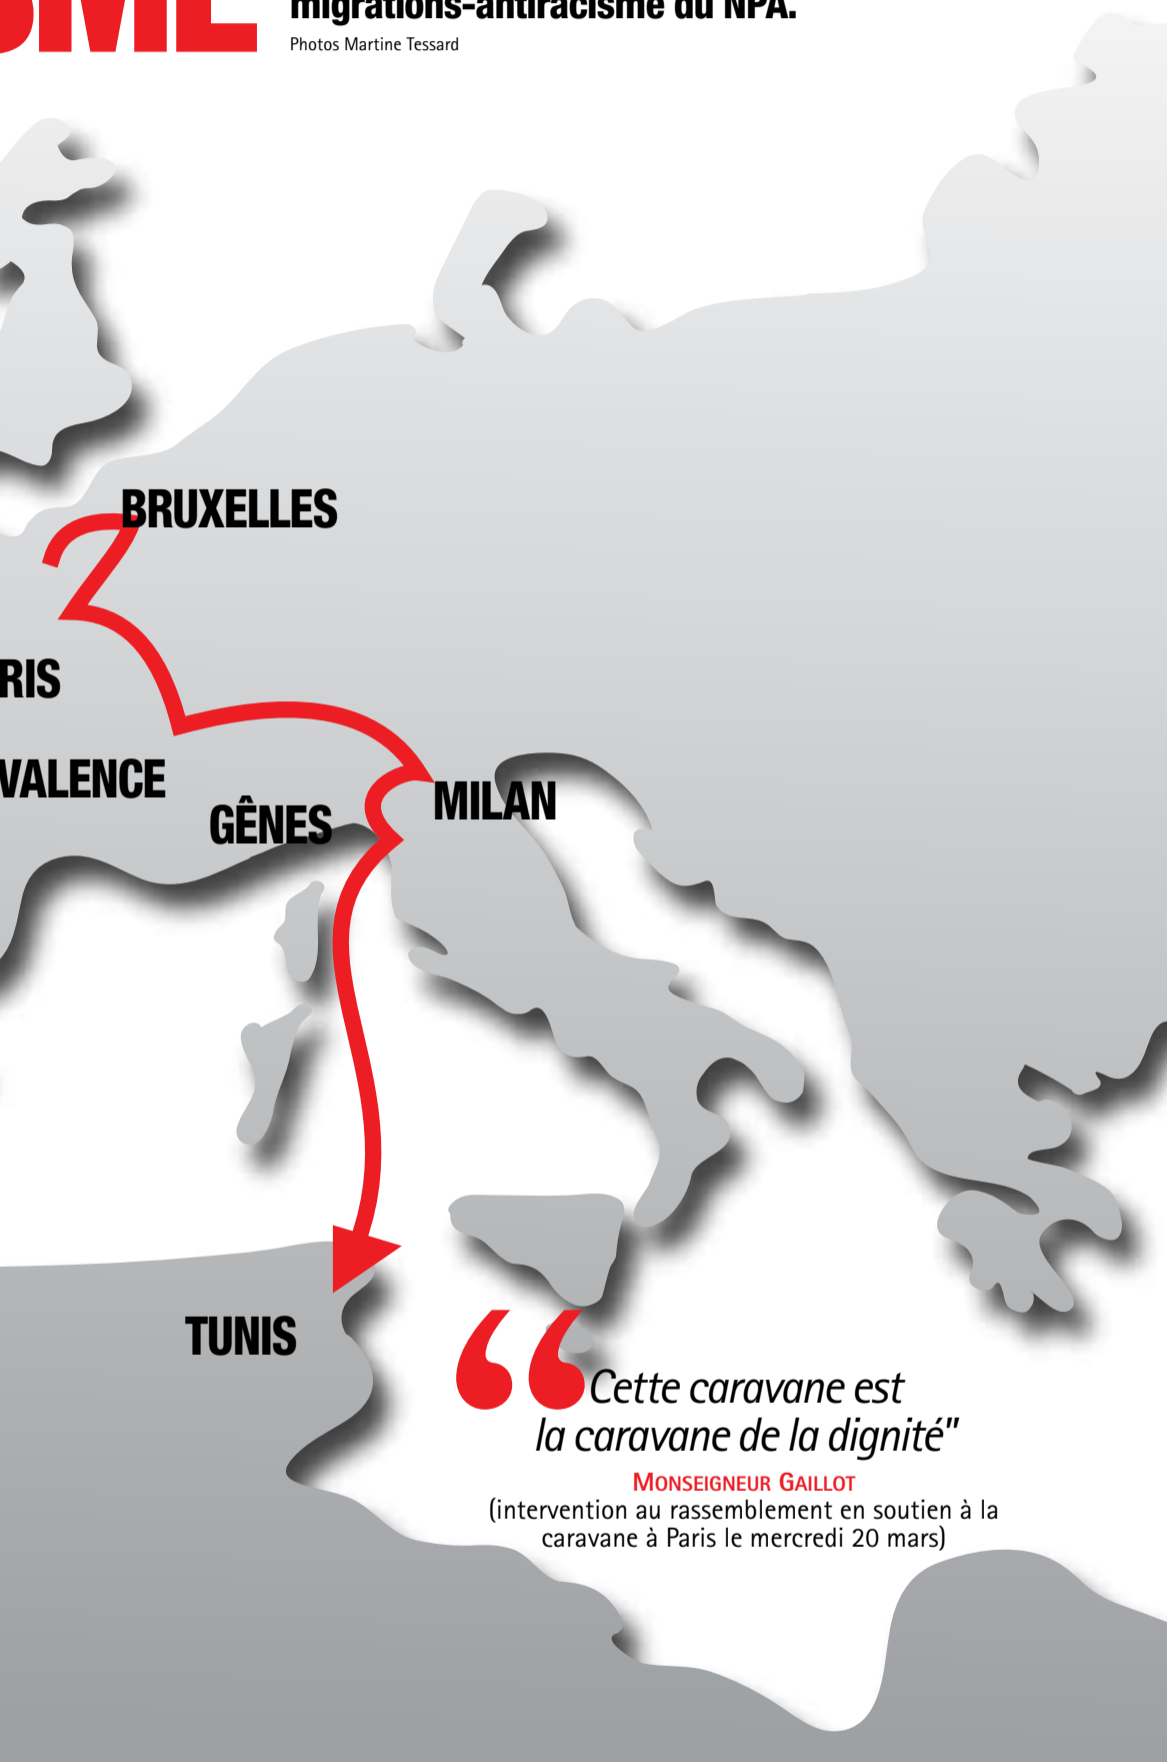 SME
migrations-antiracisme du NPA.
Photos Martine Tessard
BRUXELLES
RIS
VALENCE
GÊNES
MILAN
TUNIS
“Cette caravane est
la caravane de la dignité"
MONSEIGNEUR GAILLOT
(intervention au rassemblement en soutien à la
caravane à Paris le mercredi 20 mars)